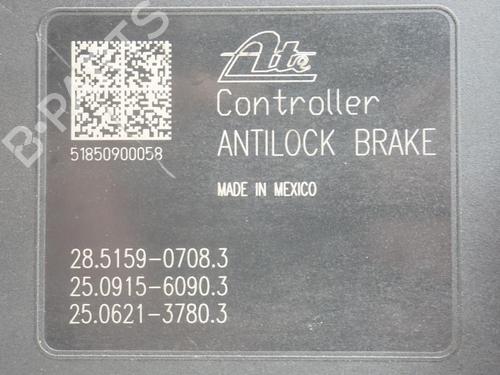 Ate
Controller
ANTILOCK BRAKE
51850900058
MADE IN MEXICO
28.5159-0708.3
25.0915-6090.3
25.0621-3780.3
B-PARTS